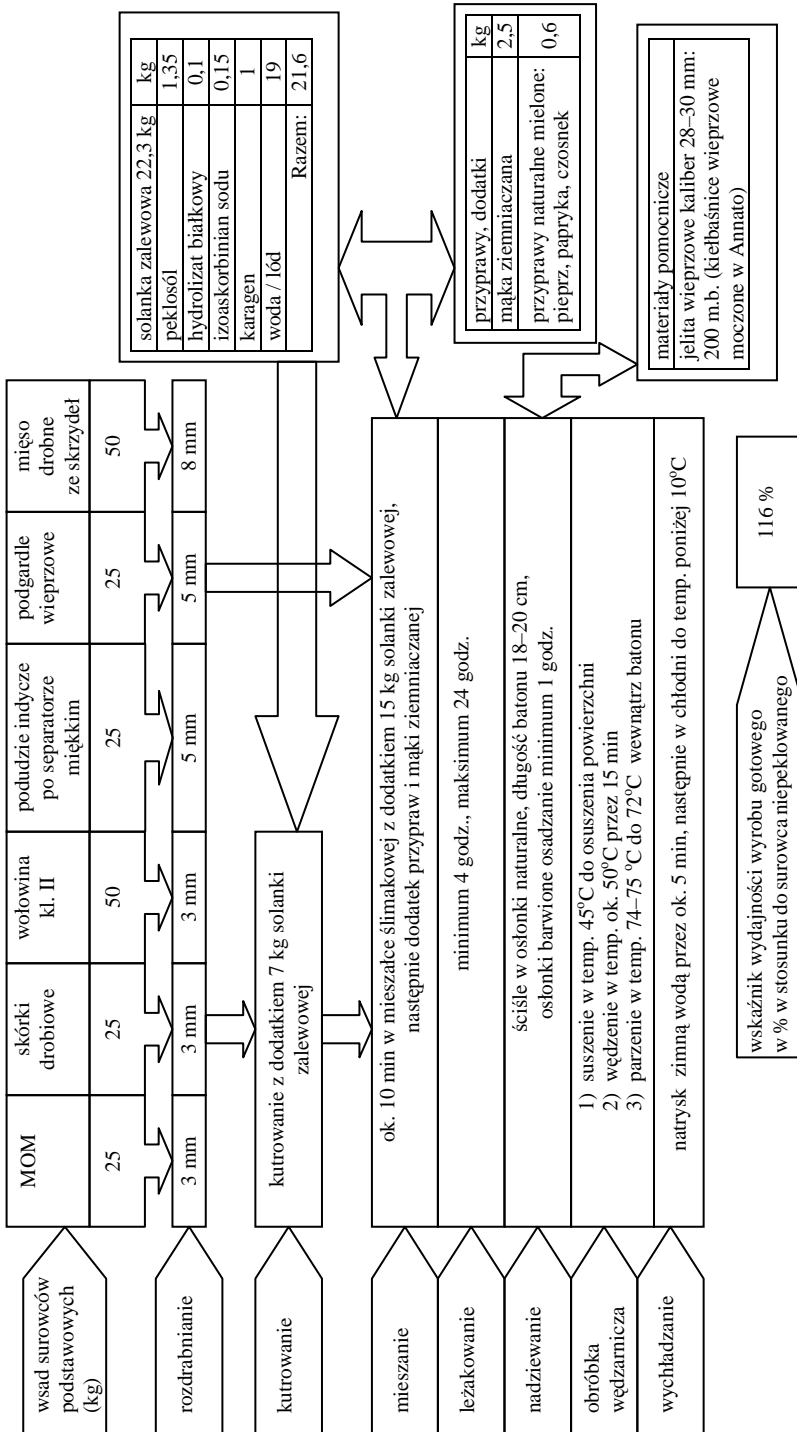 wsad surowców
podstawowych
(kg)
MOM
skórki
drobiowe
wołowina
kl. II
podudzie indycze
po separatorze
miękkim
podgardle
wieprzowe
mięso
drobne
ze skrzydeł
25
25
50
25
25
50
rozdrabnianie
3 mm
3 mm
3 mm
5 mm
5 mm
8 mm
kutrowanie
kutrowanie z dodatkiem 7 kg solanki
zalewowej
solanka zalewowa 22,3 kg kg
peklosól 1,35
hydrolizat białkowy 0,1
izoaskorbinian sodu 0,15
karagen 1
woda / lód 19
Razem: 21,6
mieszanie
ok. 10 min w mieszałce ślimakowej z dodatkiem 15 kg solanki zalewowej,
następnie dodatek przypraw i mąki ziemniaczanej
przyprawy, dodatki kg
mąka ziemniaczana 2,5
przyprawy naturalne mielone: 0,6
pieprz, papryka, czosnek
leżakowanie
minimum 4 godz., maksimum 24 godz.
nadziewanie
ściśle w osłonki naturalne, długość batonu 18–20 cm,
osłonki barwione osadzanie minimum 1 godz.
materiały pomocnicze
jelita wieprzowe kaliber 28–30 mm:
200 m.b. (kiełbaśnice wieprzowe
moczone w Annato)
obróbka
wędzarnicza
1) suszenie w temp. 45°C do osuszenia powierzchni
2) wędzenie w temp. ok. 50°C przez 15 min
3) parzenie w temp. 74–75 °C do 72°C wewnątrz batonu
wychładzanie
natrysk zimną wodą przez ok. 5 min, następnie w chłodni do temp. poniżej 10°C
wskaźnik wydajności wyrobu gotowego
w % w stosunku do surowca niepeklowanego
116 %